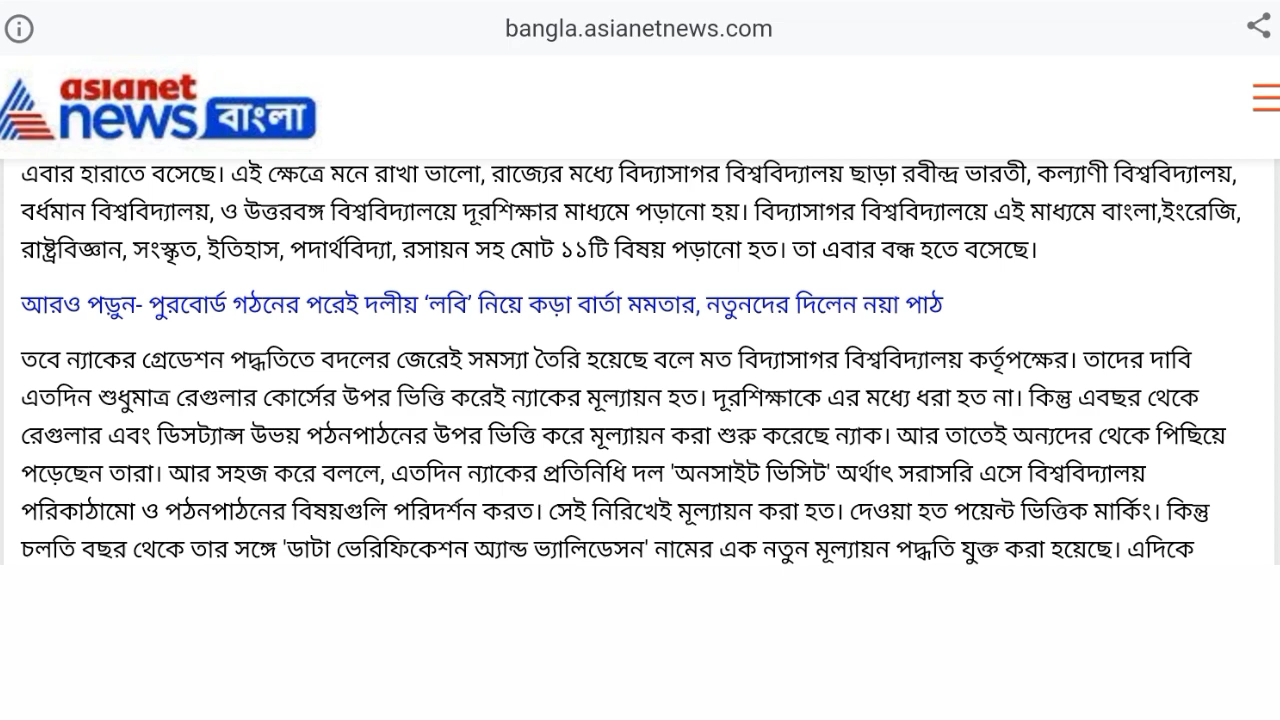 bangla.asianetnews.com
asianet
news বাংলা
এবার হারাতে বসেছে। এই ক্ষেত্রে মনে রাখা ভালো, রাজ্যের মধ্যে বিদ্যাসাগর বিশ্ববিদ্যালয় ছাড়া রবীন্দ্র ভারতী, কল্যাণী বিশ্ববিদ্যালয়,
বর্ধমান বিশ্ববিদ্যালয়, ও উত্তরবঙ্গ বিশ্ববিদ্যালয়ে দূরশিক্ষার মাধ্যমে পড়ানো হয়। বিদ্যাসাগর বিশ্ববিদ্যালয়ে এই মাধ্যমে বাংলা,ইংরেজি,
রাষ্ট্রবিজ্ঞান, সংস্কৃত, ইতিহাস, পদার্থবিদ্যা, রসায়ন সহ মোট ১১টি বিষয় পড়ানো হত। তা এবার বন্ধ হতে বসেছে।
আরও পড়ুন- পুরবোর্ড গঠনের পরেই দলীয় ‘লবি’ নিয়ে কড়া বার্তা মমতার, নতুনদের দিলেন নয়া পাঠ
তবে ন্যাকের গ্রেডেশন পদ্ধতিতে বদলের জেরেই সমস্যা তৈরি হয়েছে বলে মত বিদ্যাসাগর বিশ্ববিদ্যালয় কর্তৃপক্ষের। তাদের দাবি
এতদিন শুধুমাত্র রেগুলার কোর্সের উপর ভিত্তি করেই ন্যাকের মূল্যায়ন হত। দূরশিক্ষাকে এর মধ্যে ধরা হত না। কিন্তু এবছর থেকে
রেগুলার এবং ডিসট্যান্স উভয় পঠনপাঠনের উপর ভিত্তি করে মূল্যায়ন করা শুরু করেছে ন্যাক। আর তাতেই অন্যদের থেকে পিছিয়ে
পড়েছেন তারা। আর সহজ করে বললে, এতদিন ন্যাকের প্রতিনিধি দল 'অনসাইট ভিসিট' অর্থাৎ সরাসরি এসে বিশ্ববিদ্যালয়
পরিকাঠামো ও পঠনপাঠনের বিষয়গুলি পরিদর্শন করত। সেই নিরিখেই মূল্যায়ন করা হত। দেওয়া হত পয়েন্ট ভিত্তিক মার্কিং। কিন্তু
চলতি বছর থেকে তার সঙ্গে 'ডাটা ভেরিফিকেশন অ্যান্ড ভ্যালিডেসন' নামের এক নতুন মূল্যায়ন পদ্ধতি যুক্ত করা হয়েছে। এদিকে